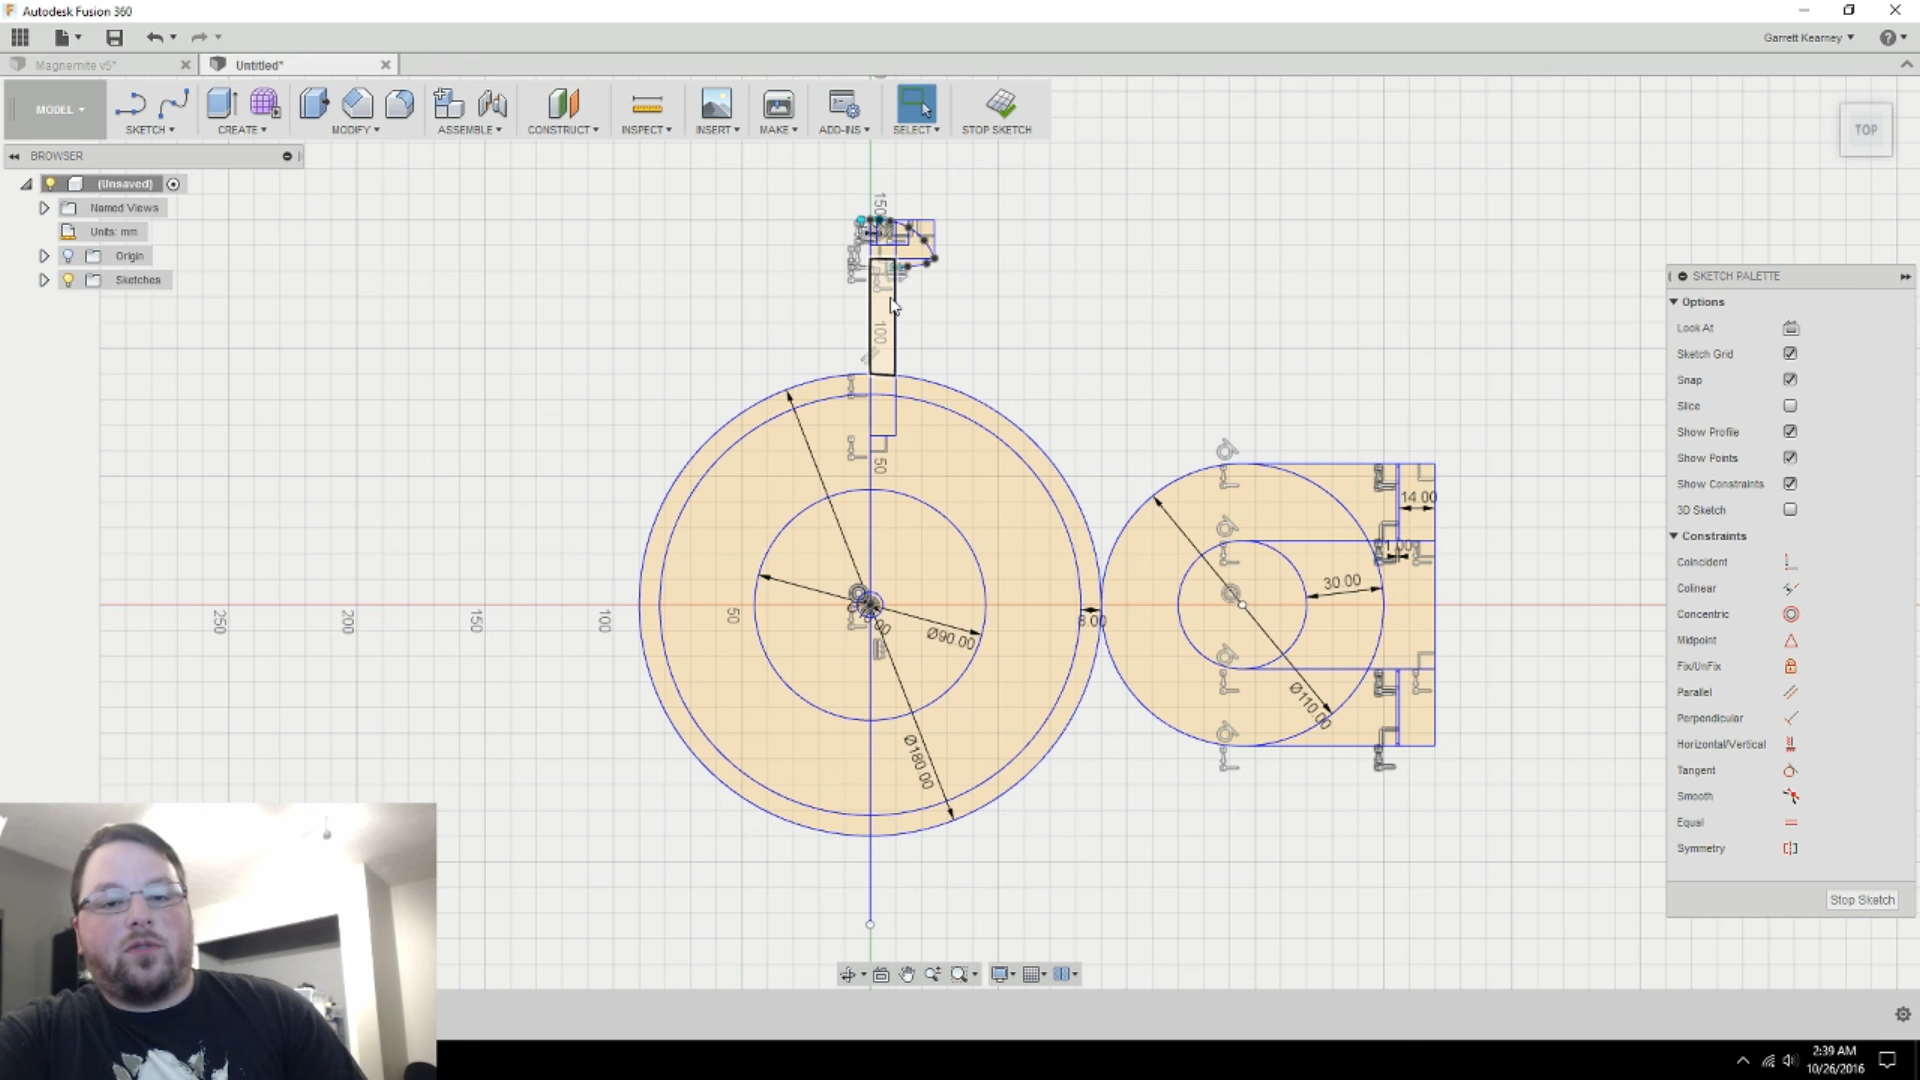 Autodesk Fusion 360
Garrett Kearney
Magnemite v5*
Untitled*
MODEL
SKETCH
CREATE
MODIFY
ASSEMBLE
CONSTRUCT
INSPECT
INSERT
MAKE
ADD-INS
SELECT
STOP SKETCH
TOP
BROWSER
(Unsaved)
Named Views
Units: mm
Origin
Sketches
150
100
50
250
200
150
100
50
Ø90.00
Ø180.00
8.00
Ø110.00
30.00
14.00
SKETCH PALETTE
Options
Look At
Sketch Grid
Snap
Slice
Show Profile
Show Points
Show Constraints
3D Sketch
Constraints
Coincident
Colinear
Concentric
Midpoint
Fix/UnFix
Parallel
Perpendicular
Horizontal/Vertical
Tangent
Smooth
Equal
Symmetry
Stop Sketch
2:39 AM
10/26/2016